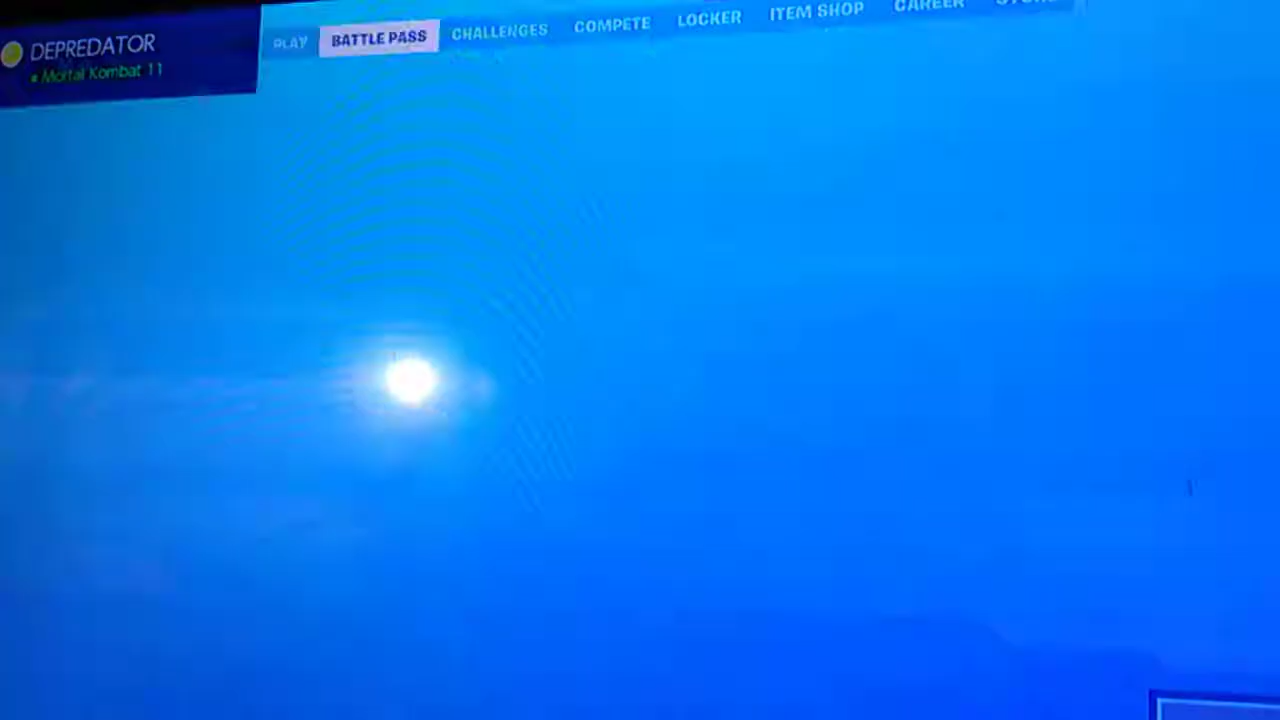 DEPREDATOR
Mortal Kombat 11
PLAY BATTLE PASS CHALLENGES COMPETE LOCKER ITEM SHOP CAREER